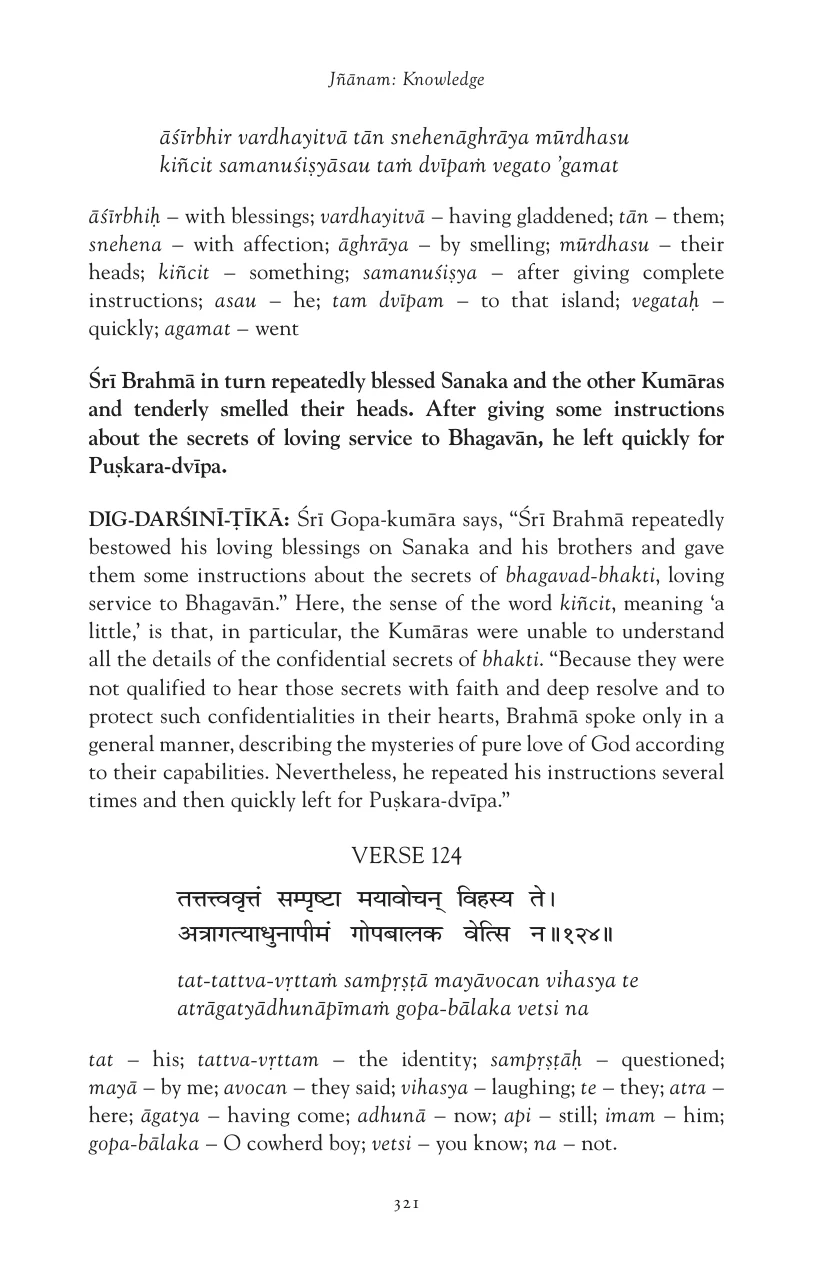 Jñānam: Knowledge
āśīrbhir vardhayitvā tān snehenāghrāya mūrdhasu
kiñcit samanuśiṣyāsau taṁ dvīpaṁ vegato ’gamat
āśīrbhiḥ – with blessings; vardhayitvā – having gladdened; tān – them;
snehena – with affection; āghrāya – by smelling; mūrdhasu – their
heads; kiñcit – something; samanuśiṣya – after giving complete
instructions; asau – he; tam dvīpam – to that island; vegataḥ –
quickly; agamat – went
Śrī Brahmā in turn repeatedly blessed Sanaka and the other Kumāras
and tenderly smelled their heads. After giving some instructions
about the secrets of loving service to Bhagavān, he left quickly for
Puṣkara-dvīpa.
DIG-DARŚINĪ-ṬĪKĀ: Śrī Gopa-kumāra says, “Śrī Brahmā repeatedly
bestowed his loving blessings on Sanaka and his brothers and gave
them some instructions about the secrets of bhagavad-bhakti, loving
service to Bhagavān.” Here, the sense of the word kiñcit, meaning ‘a
little,’ is that, in particular, the Kumāras were unable to understand
all the details of the confidential secrets of bhakti. “Because they were
not qualified to hear those secrets with faith and deep resolve and to
protect such confidentialities in their hearts, Brahmā spoke only in a
general manner, describing the mysteries of pure love of God according
to their capabilities. Nevertheless, he repeated his instructions several
times and then quickly left for Puṣkara-dvīpa.”
VERSE 124
तत्तत्त्ववृत्तं सम्पृष्टा मयावोचन् विहस्य ते।
अत्रागत्याधुनापीमं गोपबालक वेत्सि न॥१२४॥
tat-tattva-vṛttaṁ sampṛṣṭā mayāvocan vihasya te
atrāgatyādhunāpīmaṁ gopa-bālaka vetsi na
tat – his; tattva-vṛttam – the identity; sampṛṣṭāḥ – questioned;
mayā – by me; avocan – they said; vihasya – laughing; te – they; atra –
here; āgatya – having come; adhunā – now; api – still; imam – him;
gopa-bālaka – O cowherd boy; vetsi – you know; na – not.
321